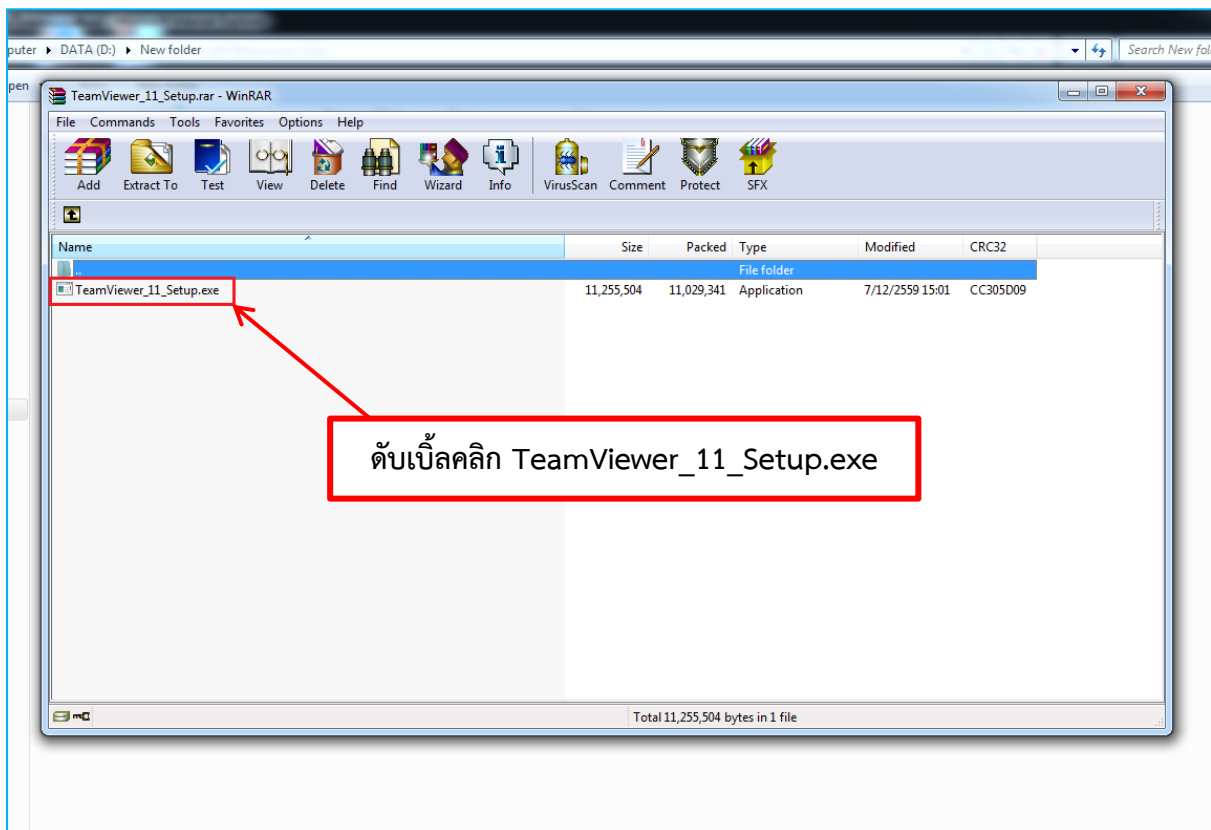 puter ▸ DATA (D:) ▸ New folder
Search New fol
pen
TeamViewer_11_Setup.rar - WinRAR
File Commands Tools Favorites Options Help
Add Extract To Test View Delete Find Wizard Info VirusScan Comment Protect SFX
Name Size Packed Type Modified CRC32
.. File folder
TeamViewer_11_Setup.exe 11,255,504 11,029,341 Application 7/12/2559 15:01 CC305D09
ดับเบิ้ลคลิก TeamViewer_11_Setup.exe
Total 11,255,504 bytes in 1 file